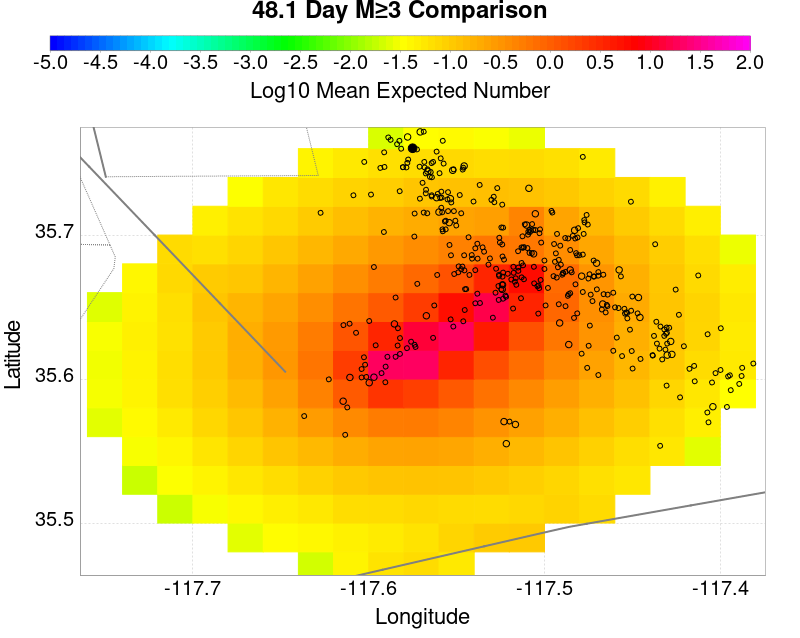 48.1 Day M≥3 Comparison
-5.0 -4.5 -4.0 -3.5 -3.0 -2.5 -2.0 -1.5 -1.0 -0.5 0.0 0.5 1.0 1.5 2.0
Log10 Mean Expected Number
35.7
35.6
35.5
Latitude
-117.7 -117.6 -117.5 -117.4
Longitude